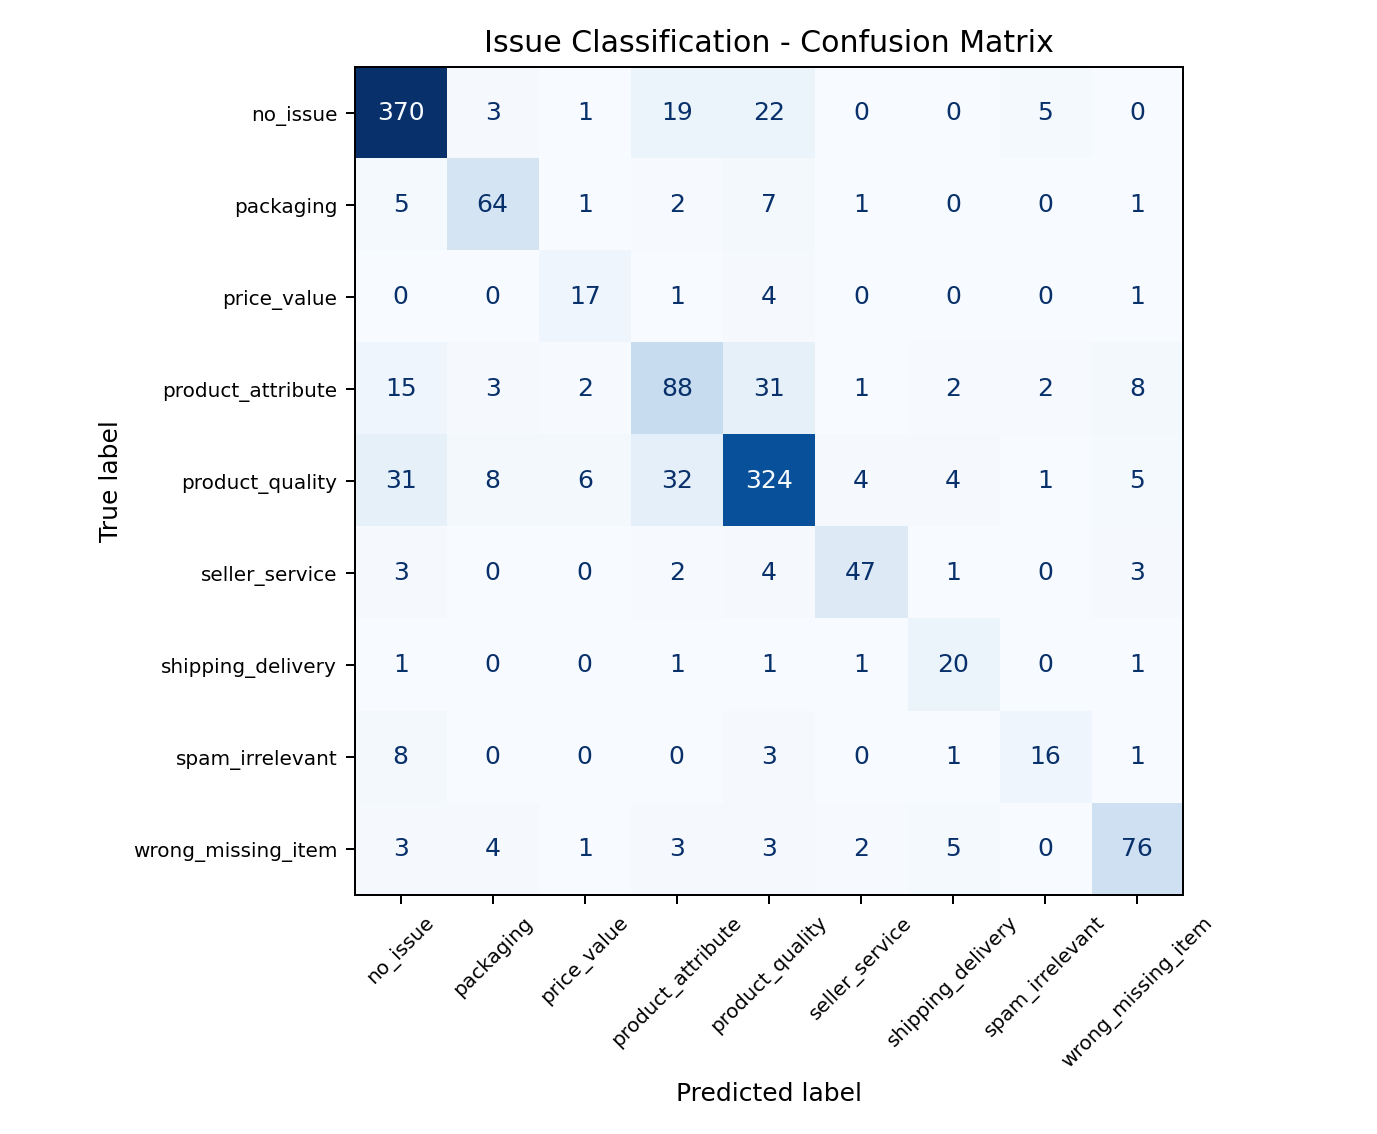 Issue Classification - Confusion Matrix
no_issue 370 3 1 19 22 0 0 5 0
packaging 5 64 1 2 7 1 0 0 1
price_value 0 0 17 1 4 0 0 0 1
product_attribute 15 3 2 88 31 1 2 2 8
product_quality 31 8 6 32 324 4 4 1 5
seller_service 3 0 0 2 4 47 1 0 3
shipping_delivery 1 0 0 1 1 1 20 0 1
spam_irrelevant 8 0 0 0 3 0 1 16 1
wrong_missing_item 3 4 1 3 3 2 5 0 76
True label
no_issue packaging price_value product_attribute product_quality seller_service shipping_delivery spam_irrelevant wrong_missing_item
Predicted label